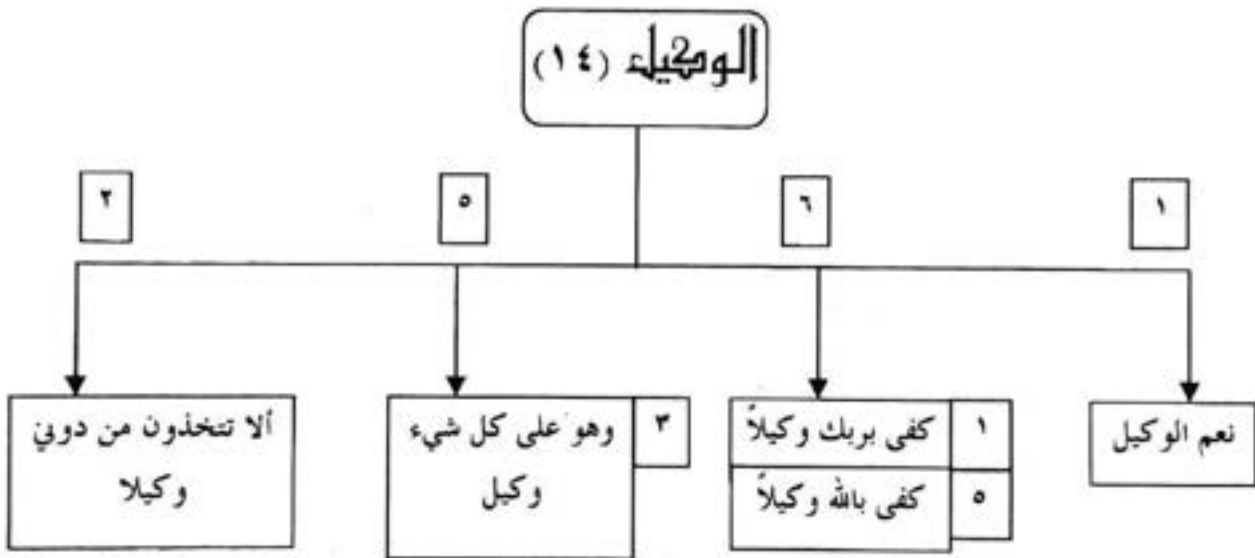 الوكيل (١٤)
١
٦
٥
٢
نعم الوكيل
١
كفى بربك وكيلاً
٥
كفى بالله وكيلاً
٣
وهو على كل شيء
وكيل
ألا تتخذون من دوني
وكيلا